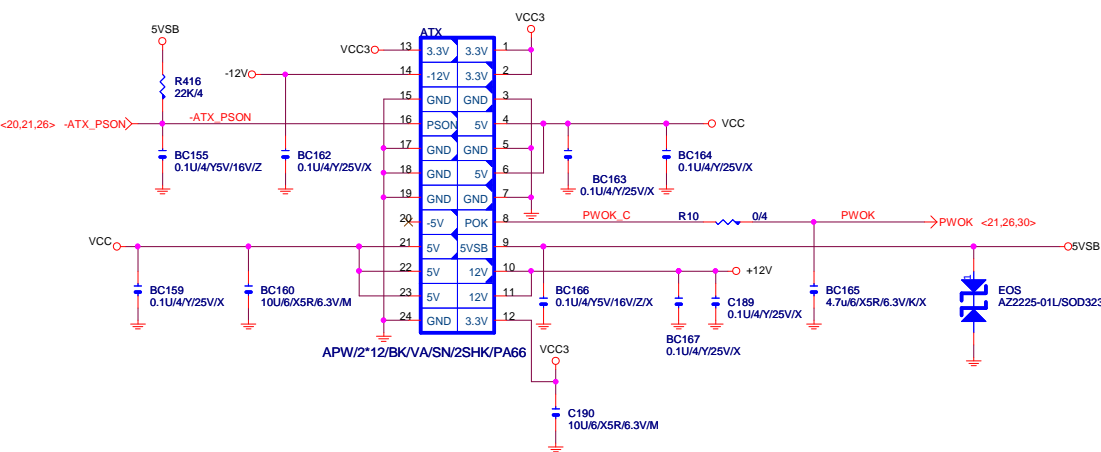 5VSB
R416
22K/4
<20,21,26> -ATX_PSON
-ATX_PSON
BC155
0.1U/4/Y5V/16V/Z
-12V
BC162
0.1U/4/Y/25V/X
VCC3
VCC3
ATX
13 3.3V 3.3V 1
14 -12V 3.3V 2
15 GND GND 3
16 PSON 5V 4
17 GND GND 5
18 GND 5V 6
19 GND GND 7
20 -5V POK 8
21 5V 5VSB 9
22 5V 12V 10
23 5V 12V 11
24 GND 3.3V 12
APW/2*12/BK/VA/SN/2SHK/PA66
VCC
BC163
0.1U/4/Y/25V/X
BC164
0.1U/4/Y/25V/X
PWOK_C
R10
0/4
PWOK
PWOK <21,26,30>
5VSB
VCC
BC159
0.1U/4/Y/25V/X
BC160
10U/6/X5R/6.3V/M
BC166
0.1U/4/Y5V/16V/Z/X
+12V
C189
0.1U/4/Y/25V/X
BC167
0.1U/4/Y/25V/X
BC165
4.7u/6/X5R/6.3V/K/X
1
EOS
AZ2225-01L/SOD323
VCC3
C190
10U/6/X5R/6.3V/M